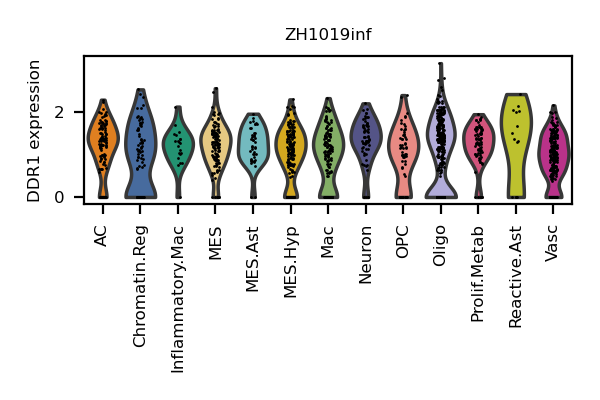 ZH1019inf
DDR1 expression
2
0
AC
Chromatin.Reg
Inflammatory.Mac
MES
MES.Ast
MES.Hyp
Mac
Neuron
OPC
Oligo
Prolif.Metab
Reactive.Ast
Vasc